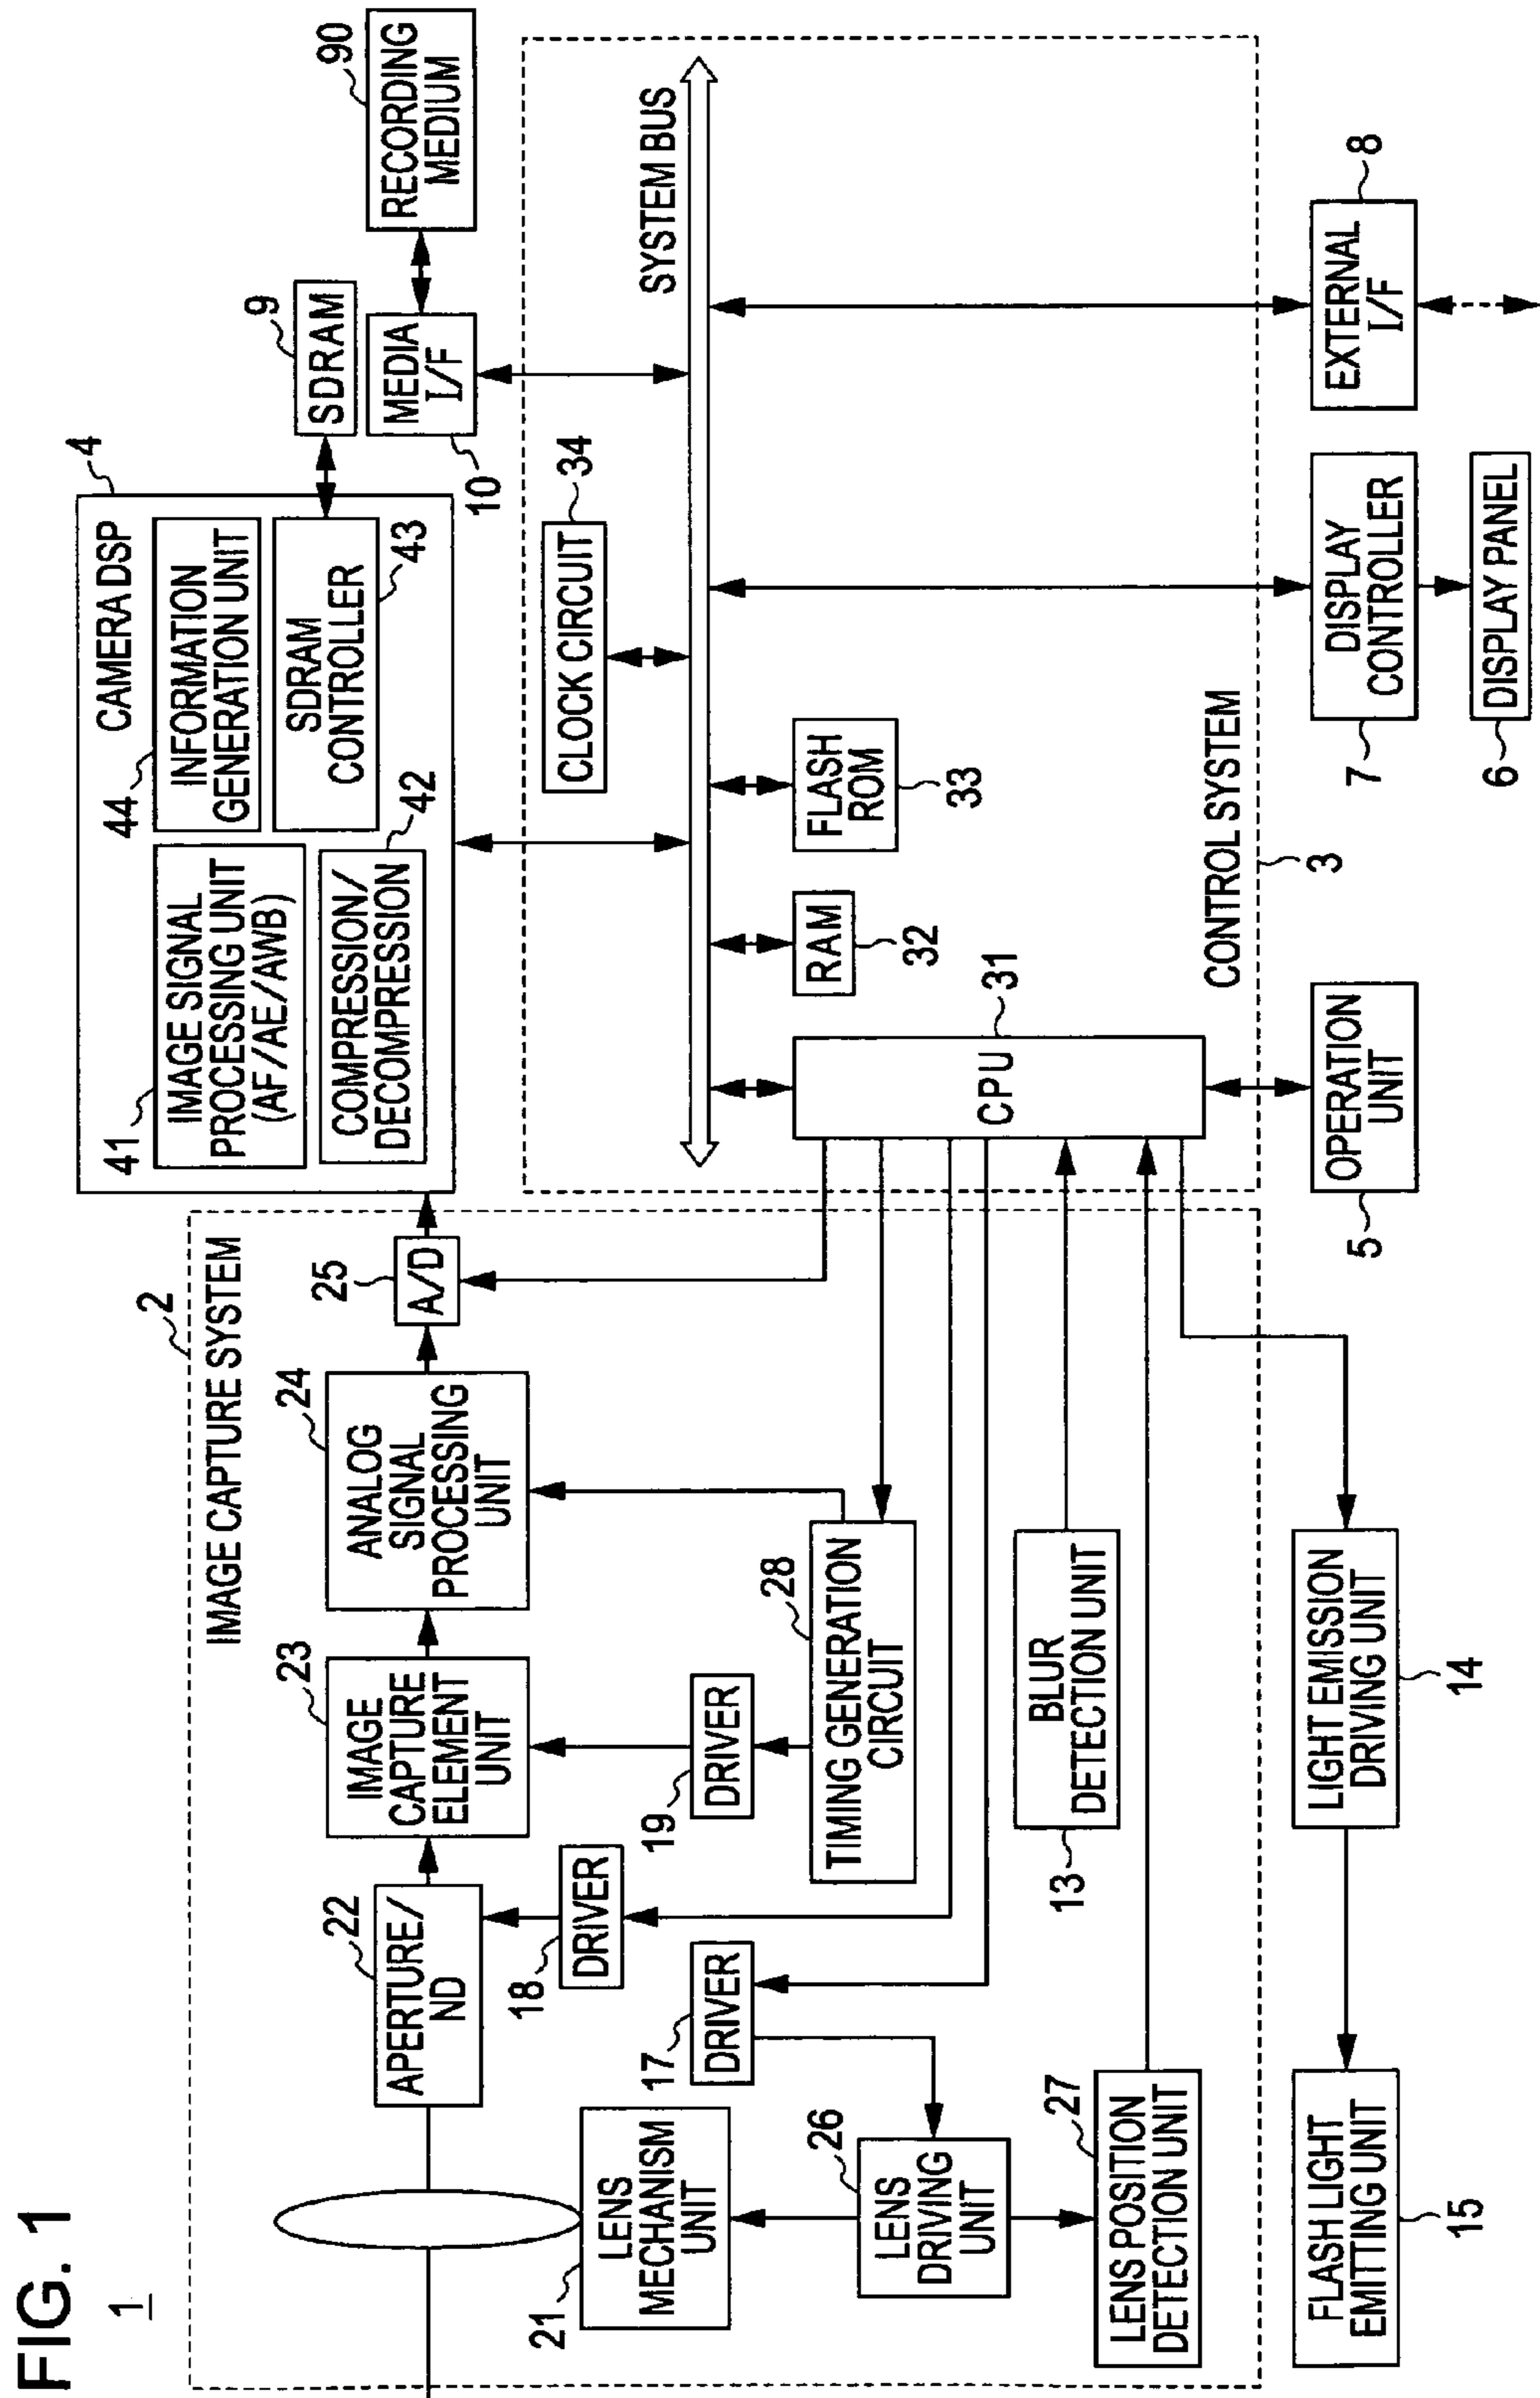 FIG. 1
1
2
IMAGE CAPTURE SYSTEM
22
APERTURE/
ND
23
IMAGE
CAPTURE
ELEMENT
UNIT
24
ANALOG
SIGNAL
PROCESSING
UNIT
25
A/D
21
LENS
MECHANISM
UNIT
18
DRIVER
17
DRIVER
19
DRIVER
26
LENS
DRIVING
UNIT
28
TIMING GENERATION
CIRCUIT
27
LENS POSITION
DETECTION UNIT
13
BLUR
DETECTION UNIT
15
FLASH LIGHT
EMITTING UNIT
14
LIGHT EMISSION
DRIVING UNIT
4
CAMERA DSP
41
IMAGE SIGNAL
PROCESSING UNIT
(AF/AE/AWB)
44
INFORMATION
GENERATION UNIT
42
COMPRESSION/
DECOMPRESSION
43
SDRAM
CONTROLLER
9
SDRAM
10
MEDIA
I/F
90
RECORDING
MEDIUM
34
CLOCK CIRCUIT
SYSTEM BUS
31
CPU
32
RAM
33
FLASH
ROM
CONTROL SYSTEM
3
5
OPERATION
UNIT
7
DISPLAY
CONTROLLER
6
DISPLAY PANEL
8
EXTERNAL
I/F